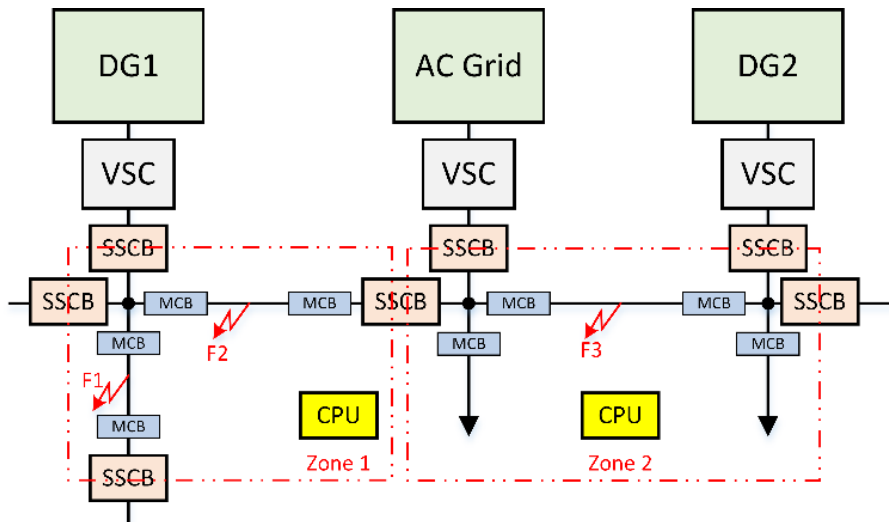 DG1
AC Grid
DG2
VSC
VSC
VSC
SSCB
SSCB
SSCB
SSCB
MCB
MCB
SSCB
MCB
MCB
SSCB
MCB
F2
F3
MCB
MCB
F1
MCB
CPU
CPU
SSCB
Zone 1
Zone 2